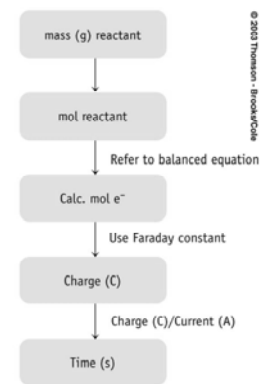 mass (g) reactant
mol reactant
Refer to balanced equation
Calc. mol e⁻
Use Faraday constant
Charge (C)
Charge (C)/Current (A)
Time (s)
© 2003 Thomson - Brooks/Cole